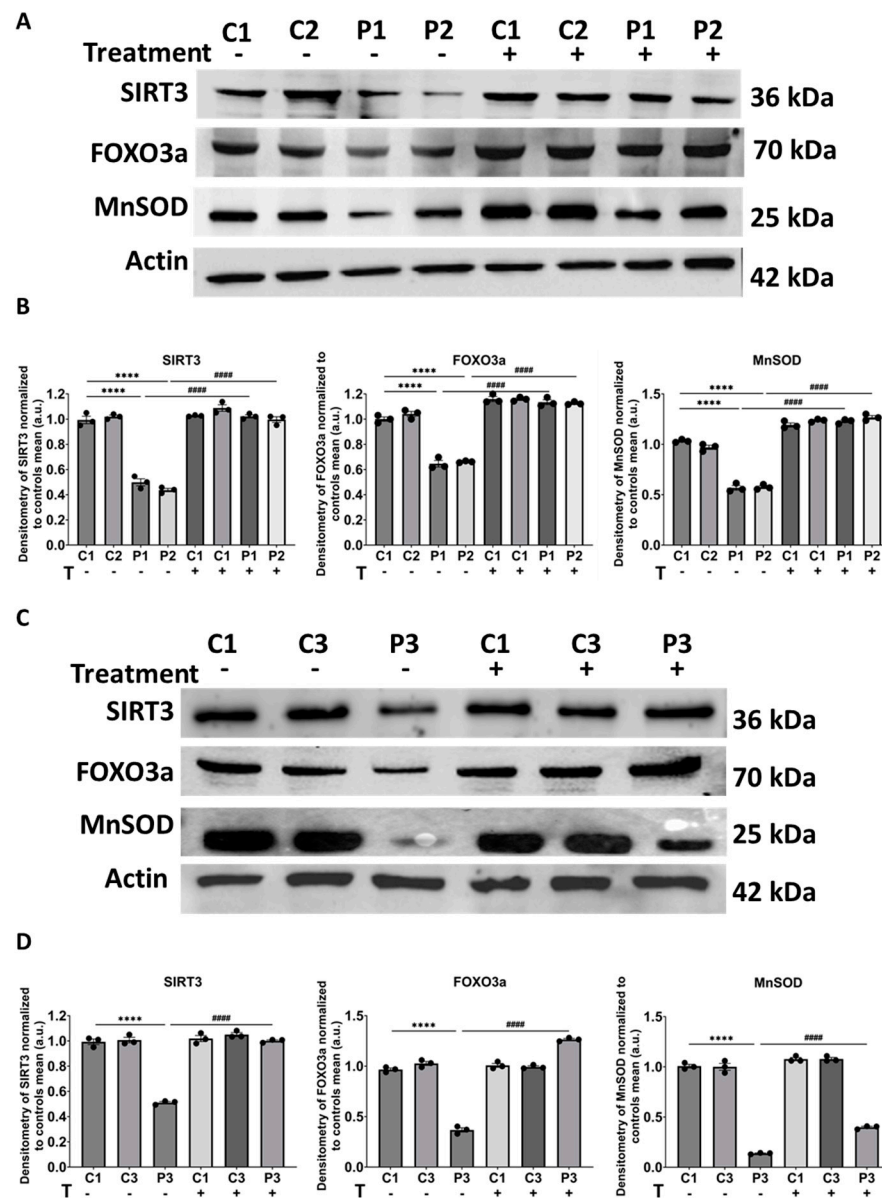 A
C1 C2 P1 P2 C1 C2 P1 P2
Treatment - - - - + + + +
SIRT3 36 kDa
FOXO3a 70 kDa
MnSOD 25 kDa
Actin 42 kDa
B
SIRT3
Densitometry of SIRT3 normalized
to controls mean (a.u.)
1.2
1.0
0.8
0.6
0.4
0.2
0.0
**** ####
**** ####
C1 C2 P1 P2 C1 C1 P1 P2
T - - - - + + + +
FOXO3a
Densitometry of FOXO3a normalized to
controls mean (a.u.)
1.2
1.0
0.8
0.6
0.4
0.2
0.0
**** ####
**** ####
C1 C2 P1 P2 C1 C1 P1 P2
T - - - - + + + +
MnSOD
Densitometry of MnSOD normalized to
controls mean (a.u.)
1.5
1.0
0.5
0.0
**** ####
**** ####
C1 C2 P1 P2 C1 C1 P1 P2
T - - - - + + + +
C
C1 C3 P3 C1 C3 P3
Treatment - - - + + +
SIRT3 36 kDa
FOXO3a 70 kDa
MnSOD 25 kDa
Actin 42 kDa
D
SIRT3
Densitometry of SIRT3 normalized
to controls mean (a.u.)
1.2
1.0
0.8
0.6
0.4
0.2
0.0
**** ####
C1 C3 P3 C1 C3 P3
T - - - + + +
FOXO3a
Densitometry of FOXO3a normalized to
controls mean (a.u.)
1.5
1.0
0.5
0.0
**** ####
C1 C3 P3 C1 C3 P3
T - - - + + +
MnSOD
Densitometry of MnSOD normalized to
controls mean (a.u.)
1.5
1.0
0.5
0.0
**** ####
C1 C3 P3 C1 C3 P3
T - - - - + +